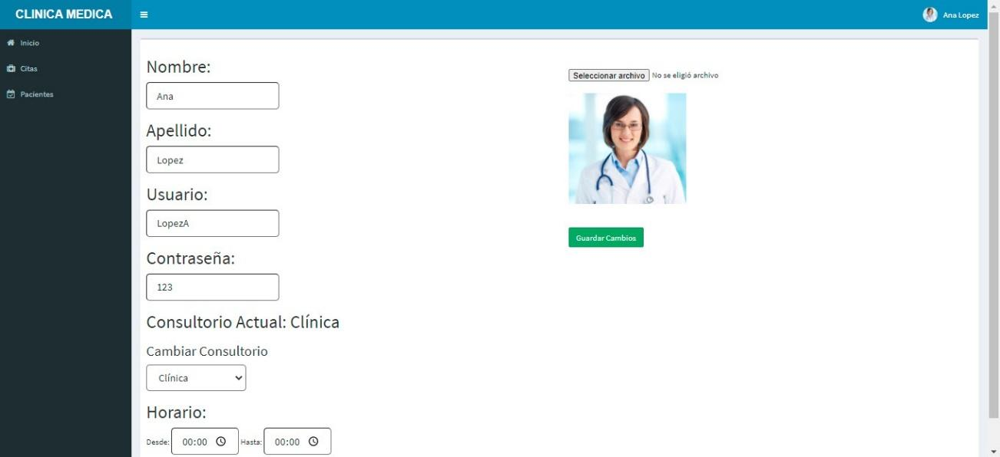 CLINICA MEDICA
Ana Lopez
Inicio
Citas
Pacientes
Nombre:
Ana
Apellido:
Lopez
Usuario:
LopezA
Contraseña:
123
Consultorio Actual: Clínica
Cambiar Consultorio
Clínica
Horario:
Desde: 00:00 Hasta: 00:00
Seleccionar archivo No se eligió archivo
Guardar Cambios